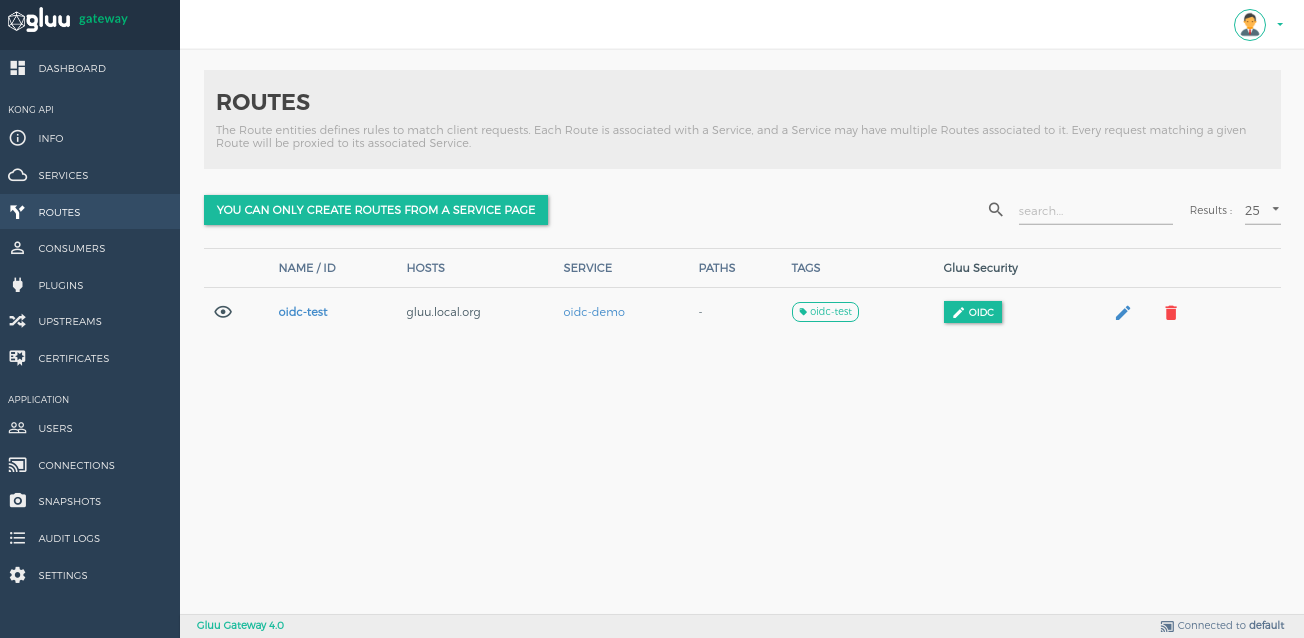 gluu gateway
DASHBOARD
KONG API
INFO
SERVICES
ROUTES
CONSUMERS
PLUGINS
UPSTREAMS
CERTIFICATES
APPLICATION
USERS
CONNECTIONS
SNAPSHOTS
AUDIT LOGS
SETTINGS
ROUTES
The Route entities defines rules to match client requests. Each Route is associated with a Service, and a Service may have multiple Routes associated to it. Every request matching a given
Route will be proxied to its associated Service.
YOU CAN ONLY CREATE ROUTES FROM A SERVICE PAGE
search...
Results :
25
NAME / ID HOSTS SERVICE PATHS TAGS Gluu Security
oidc-test gluu.local.org oidc-demo - oidc-test OIDC
Gluu Gateway 4.0
Connected to default